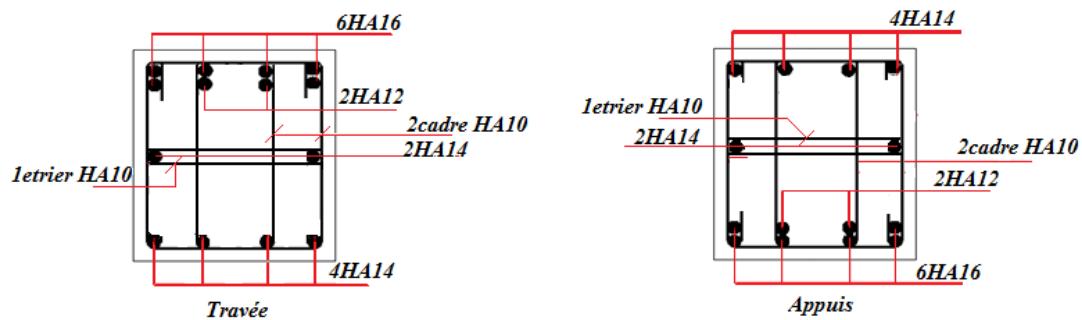 6HA16
2HA12
2cadre HA10
2HA14
1etrier HA10
4HA14
Travée
4HA14
1etrier HA10
2HA14
2cadre HA10
2HA12
6HA16
Appuis